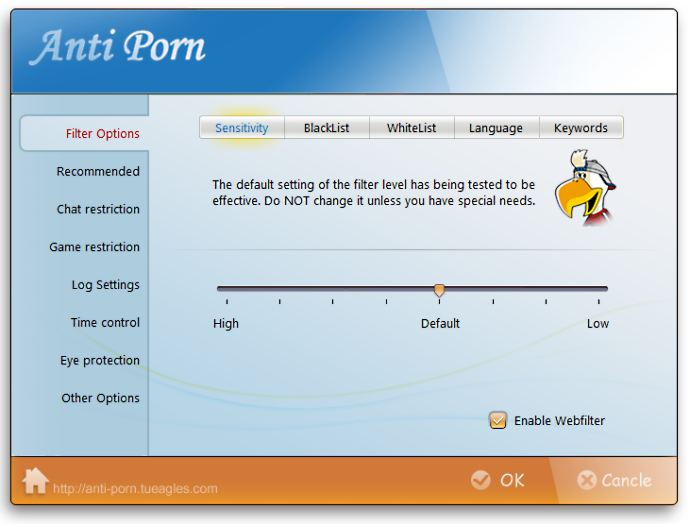 Anti Porn
Filter Options
Recommended
Chat restriction
Game restriction
Log Settings
Time control
Eye protection
Other Options
Sensitivity BlackList WhiteList Language Keywords
The default setting of the filter level has being tested to be
effective. Do NOT change it unless you have special needs.
High Default Low
Enable Webfilter
http://anti-porn.tueagles.com
OK Cancle